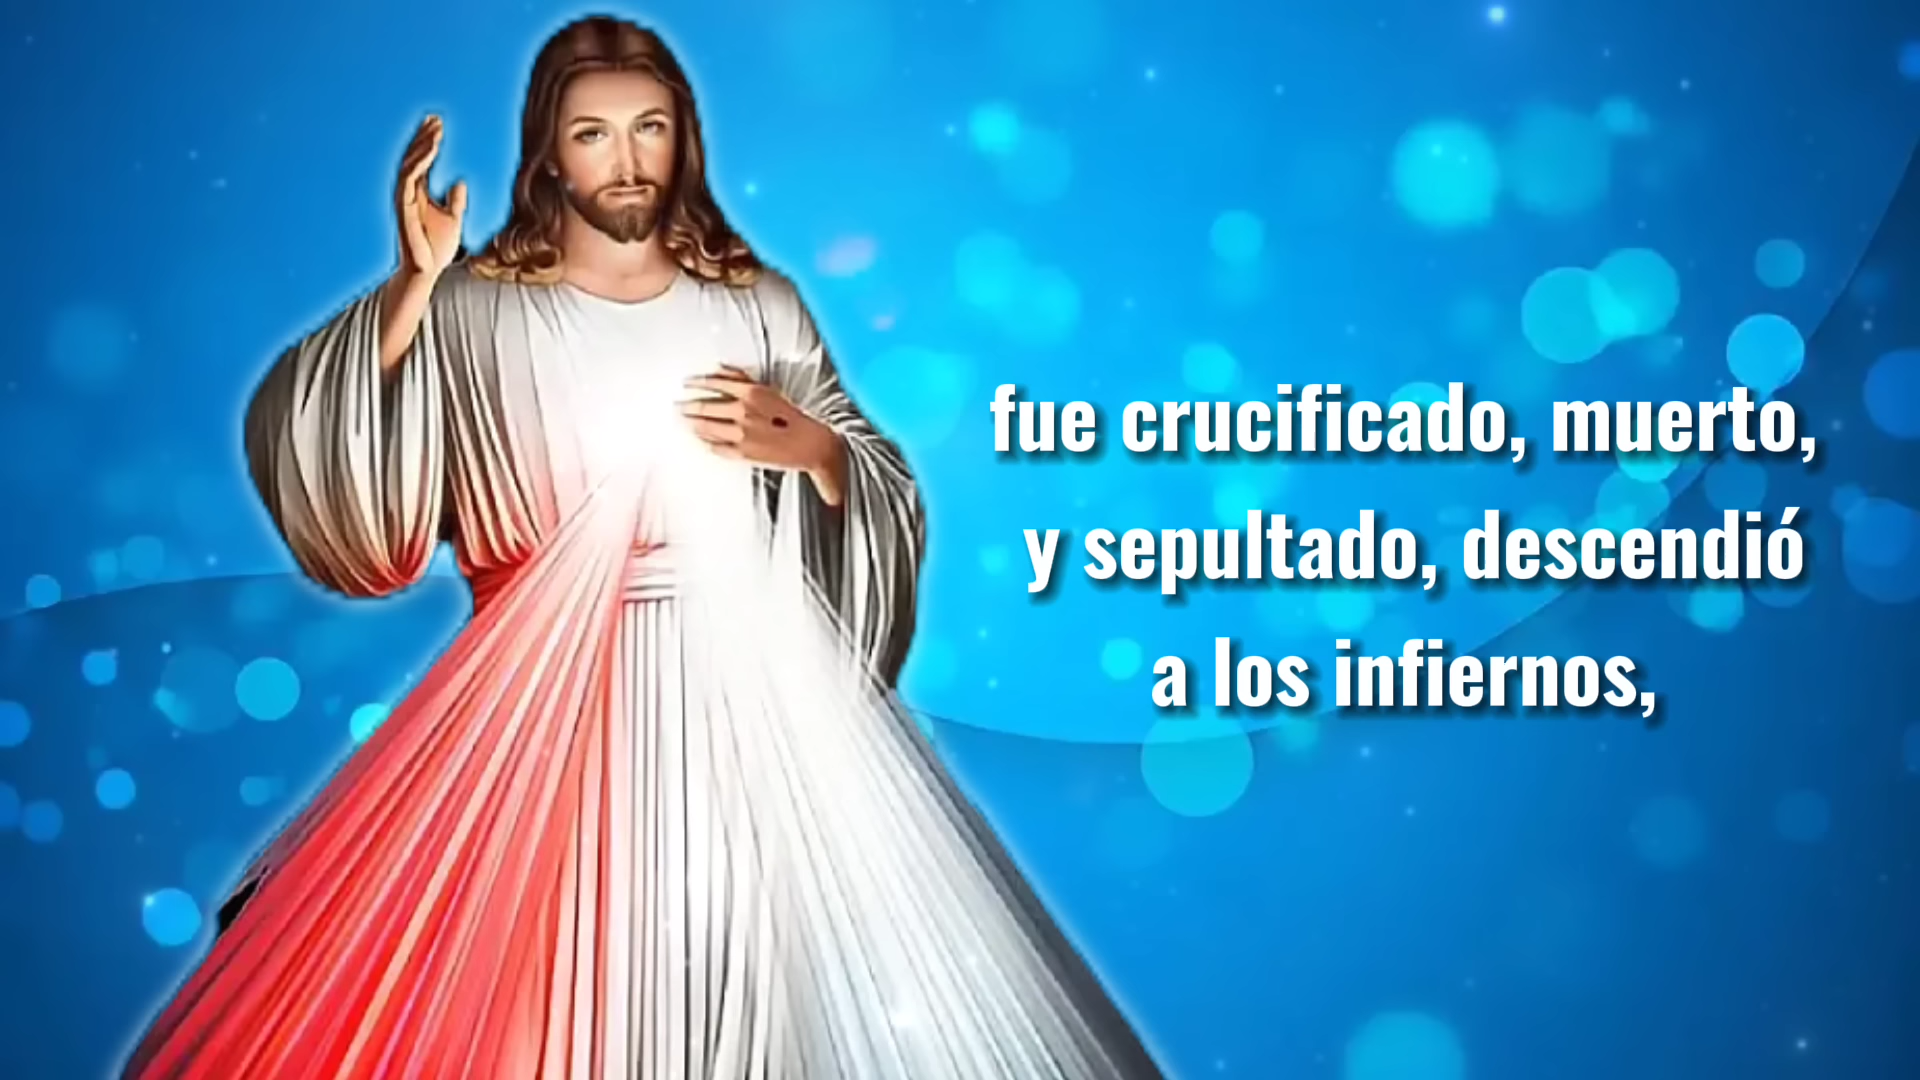 fue crucificado, muerto,
y sepultado, descendió
a los infiernos,